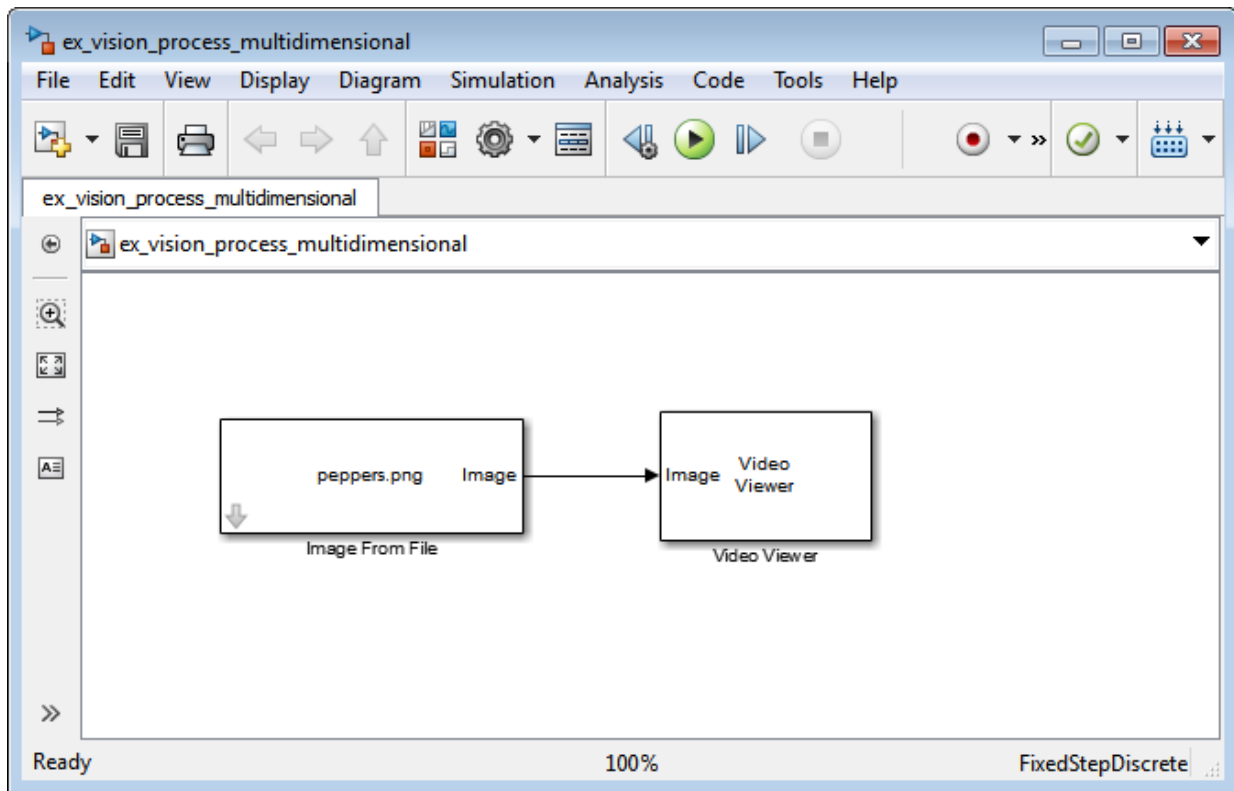 ex_vision_process_multidimensional
File Edit View Display Diagram Simulation Analysis Code Tools Help
ex_vision_process_multidimensional
ex_vision_process_multidimensional
peppers.png Image
Image From File
Image Video
Viewer
Video Viewer
Ready 100% FixedStepDiscrete